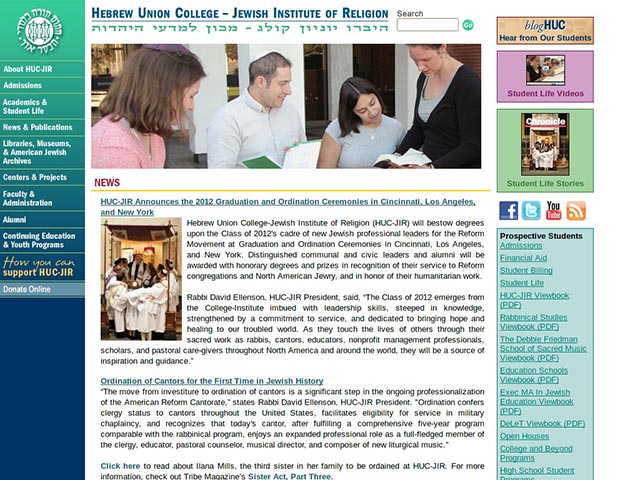 Hebrew Union College – Jewish Institute of Religion
היברו יוניון קולג׳ – מכון למדעי היהדות
Search
Go
About HUC-JIR
Admissions
Academics &
Student Life
News & Publications
Libraries, Museums,
& American Jewish
Archives
Centers & Projects
Faculty &
Administration
Alumni
Continuing Education
& Youth Programs
How you can
support HUC-JIR
Donate Online
NEWS
HUC-JIR Announces the 2012 Graduation and Ordination Ceremonies in Cincinnati, Los Angeles,
and New York
Hebrew Union College-Jewish Institute of Religion (HUC-JIR) will bestow degrees
upon the Class of 2012's cadre of new Jewish professional leaders for the Reform
Movement at Graduation and Ordination Ceremonies in Cincinnati, Los Angeles,
and New York. Distinguished communal and civic leaders and alumni will be
awarded with honorary degrees and prizes in recognition of their service to Reform
congregations and North American Jewry, and in honor of their humanitarian work.
Rabbi David Ellenson, HUC-JIR President, said, “The Class of 2012 emerges from
the College-Institute imbued with leadership skills, steeped in knowledge,
strengthened by a commitment to service, and dedicated to bringing hope and
healing to our troubled world. As they touch the lives of others through their
sacred work as rabbis, cantors, educators, nonprofit management professionals,
scholars, and pastoral care-givers throughout North America and around the world, they will be a source of
inspiration and guidance.”
Ordination of Cantors for the First Time in Jewish History
“The move from investiture to ordination of cantors is a significant step in the ongoing professionalization
of the American Reform Cantorate,” states Rabbi David Ellenson, HUC-JIR President. “Ordination confers
clergy status to cantors throughout the United States, facilitates eligibility for service in military
chaplaincy, and recognizes that today's cantor, after fulfilling a comprehensive five-year program
comparable with the rabbinical program, enjoys an expanded professional role as a full-fledged member of
the clergy, educator, pastoral counselor, musical director, and composer of new liturgical music.”
Click here to read about Ilana Mills, the third sister in her family to be ordained at HUC-JIR. For more
information, check out Tribe Magazine's Sister Act, Part Three.
blogHUC
Hear from Our Students
Student Life Videos
Chronicle
Student Life Stories
You
Tube
Prospective Students
Admissions
Financial Aid
Student Billing
Student Life
HUC-JIR Viewbook
(PDF)
Rabbinical Studies
Viewbook (PDF)
The Debbie Friedman
School of Sacred Music
Viewbook (PDF)
Education Schools
Viewbook (PDF)
Exec MA In Jewish
Education Viewbook
(PDF)
DeLeT Viewbook (PDF)
Open Houses
College and Beyond
Programs
High School Student
Programs